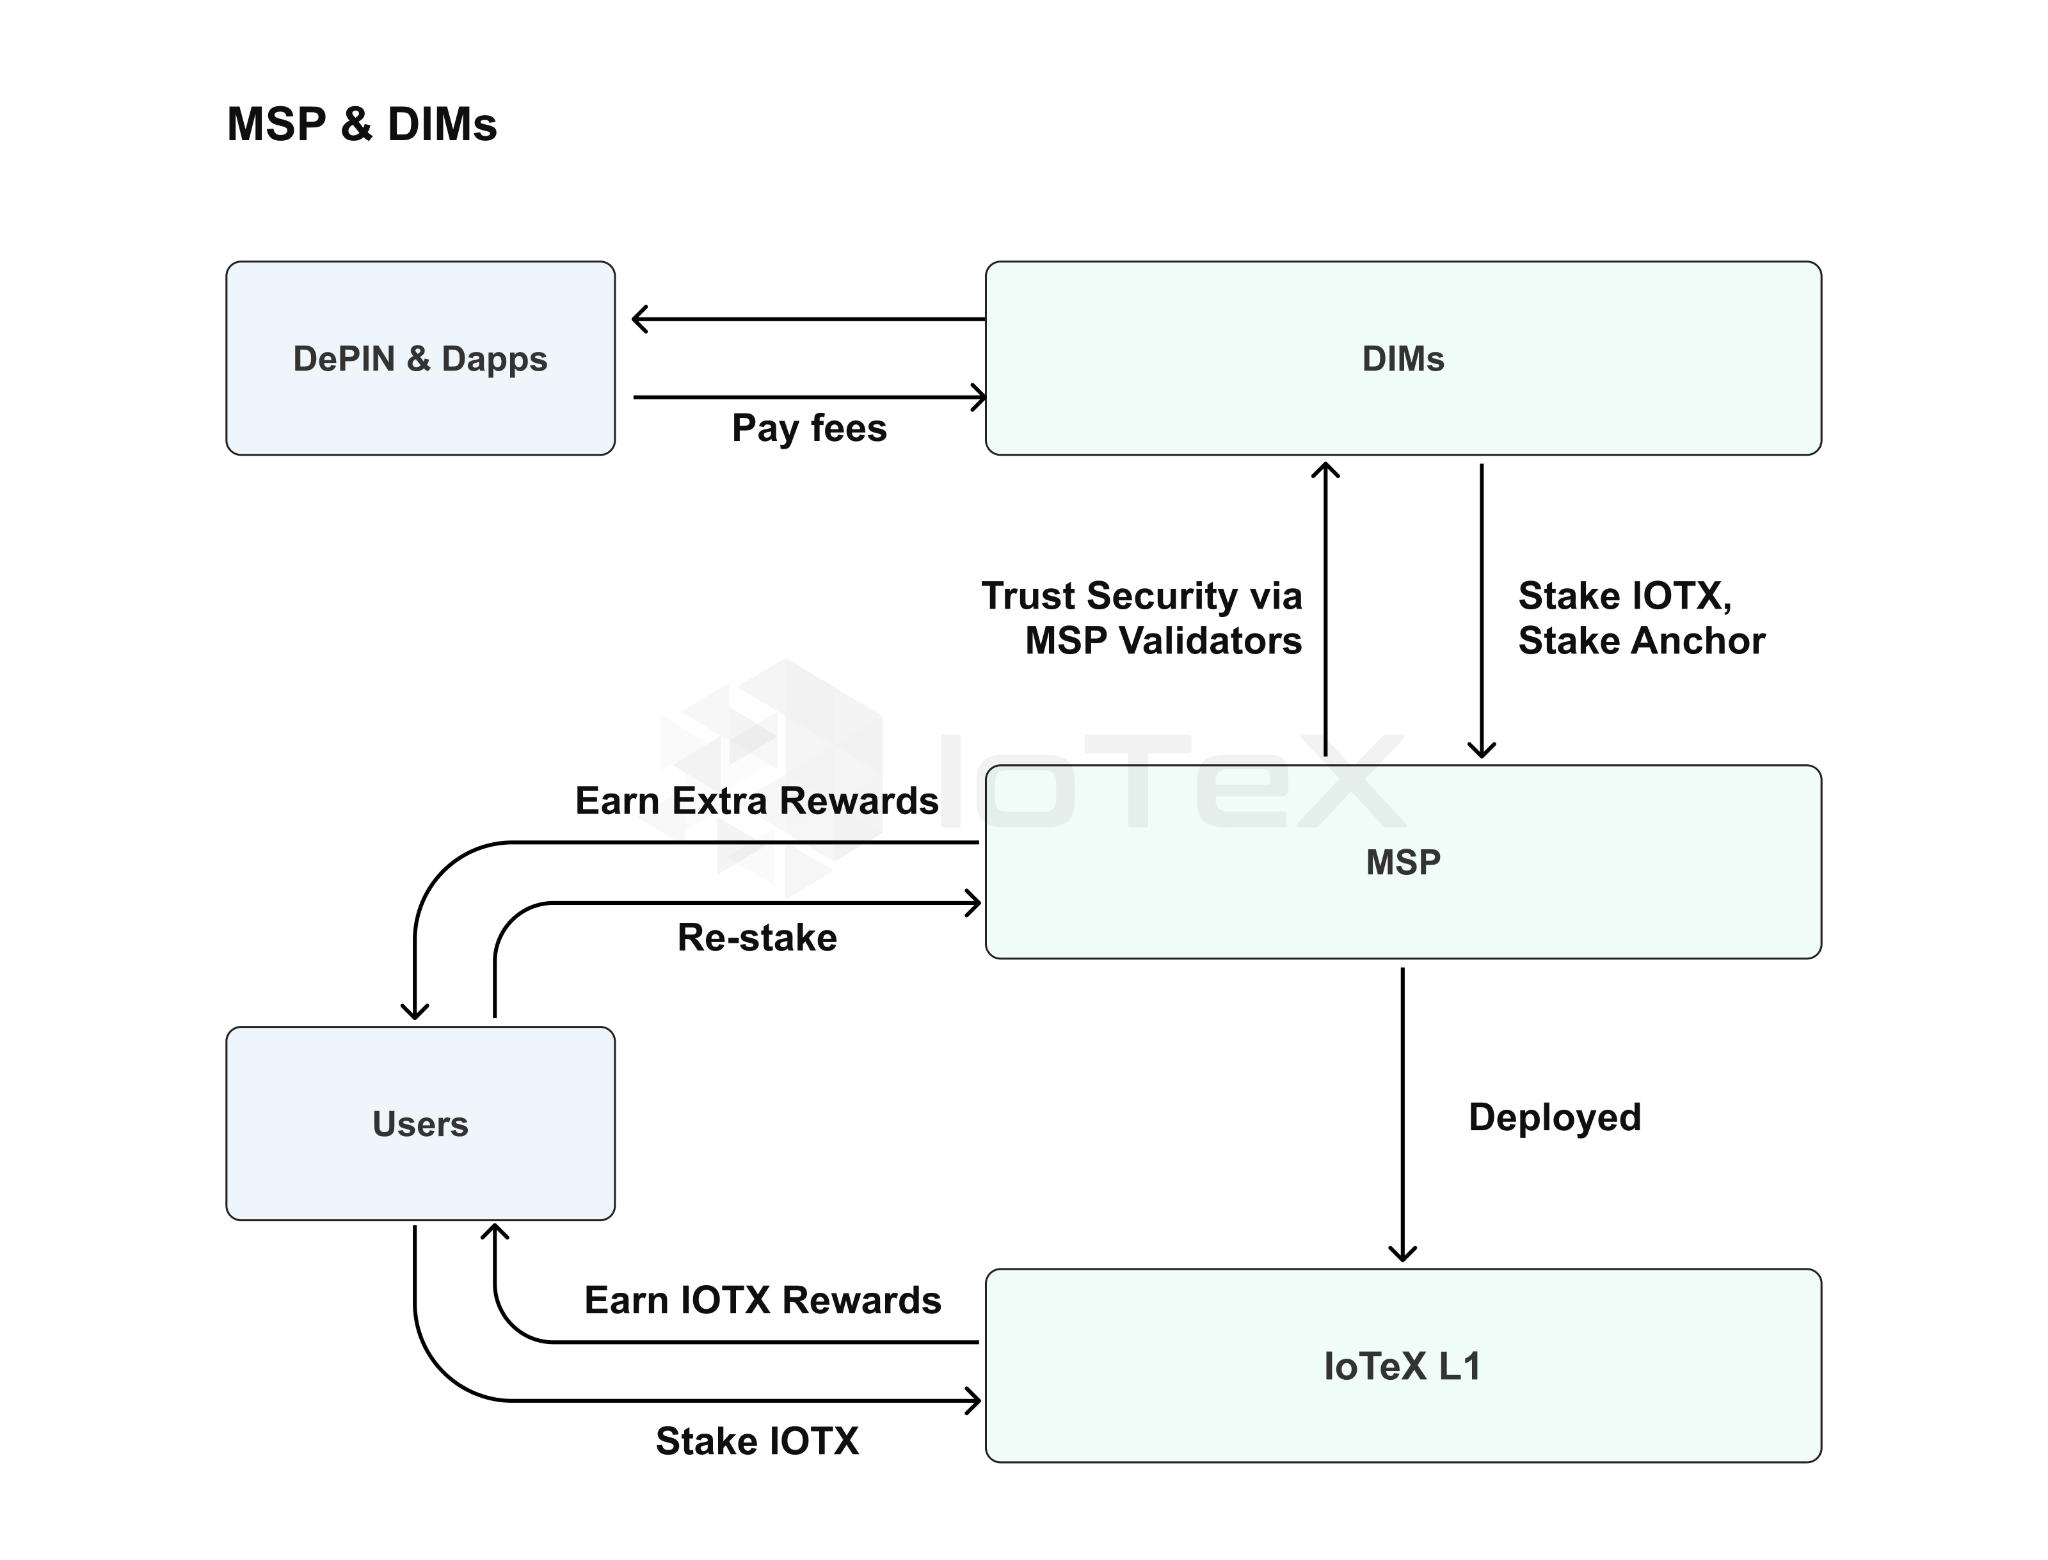 MSP & DIMs
DePIN & Dapps
DIMs
Pay fees
Trust Security via
MSP Validators
Stake IOTX,
Stake Anchor
IoTeX
Earn Extra Rewards
MSP
Re-stake
Users
Deployed
Earn IOTX Rewards
IoTeX L1
Stake IOTX